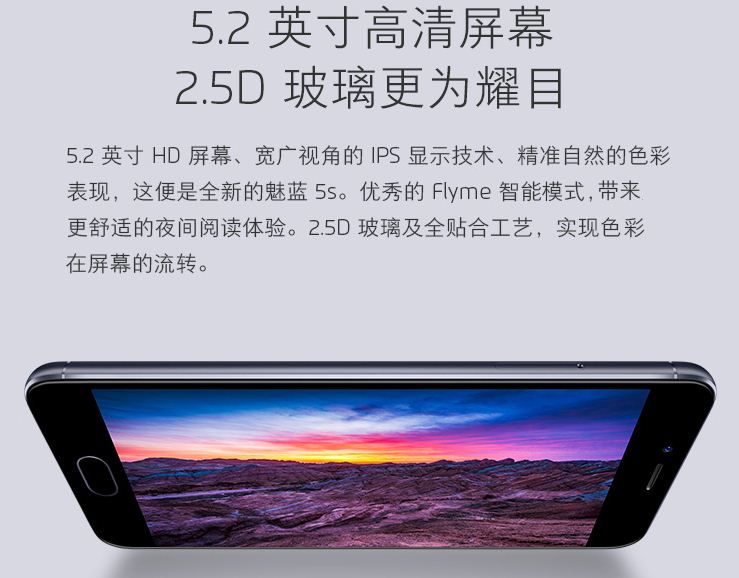 5.2 英寸高清屏幕
2.5D 玻璃更为耀目
5.2 英寸 HD 屏幕、宽广视角的 IPS 显示技术、精准自然的色彩
表现，这便是全新的魅蓝 5s。优秀的 Flyme 智能模式，带来
更舒适的夜间阅读体验。2.5D 玻璃及全贴合工艺，实现色彩
在屏幕的流转。